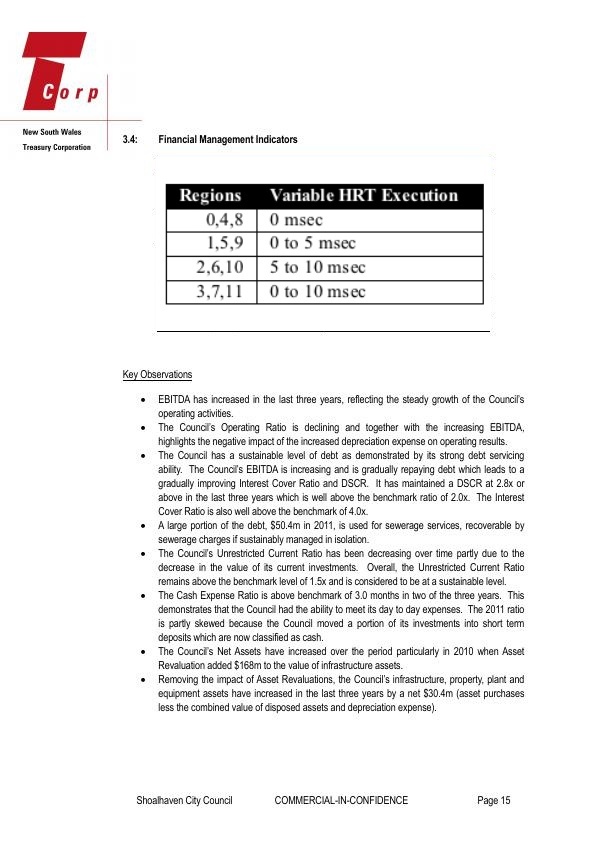 Corp
New South Wales
Treasury Corporation
3.4: Financial Management Indicators
Regions Variable HRT Execution
0,4,8 0 msec
1,5,9 0 to 5 msec
2,6,10 5 to 10 msec
3,7,11 0 to 10 msec
Key Observations
• EBITDA has increased in the last three years, reflecting the steady growth of the Council's
operating activities.
• The Council's Operating Ratio is declining and together with the increasing EBITDA,
highlights the negative impact of the increased depreciation expense on operating results.
• The Council has a sustainable level of debt as demonstrated by its strong debt servicing
ability. The Council's EBITDA is increasing and is gradually repaying debt which leads to a
gradually improving Interest Cover Ratio and DSCR. It has maintained a DSCR at 2.8x or
above in the last three years which is well above the benchmark ratio of 2.0x. The Interest
Cover Ratio is also well above the benchmark of 4.0x.
• A large portion of the debt, $50.4m in 2011, is used for sewerage services, recoverable by
sewerage charges if sustainably managed in isolation.
• The Council's Unrestricted Current Ratio has been decreasing over time partly due to the
decrease in the value of its current investments. Overall, the Unrestricted Current Ratio
remains above the benchmark level of 1.5x and is considered to be at a sustainable level.
• The Cash Expense Ratio is above benchmark of 3.0 months in two of the three years. This
demonstrates that the Council had the ability to meet its day to day expenses. The 2011 ratio
is partly skewed because the Council moved a portion of its investments into short term
deposits which are now classified as cash.
• The Council's Net Assets have increased over the period particularly in 2010 when Asset
Revaluation added $168m to the value of infrastructure assets.
• Removing the impact of Asset Revaluations, the Council's infrastructure, property, plant and
equipment assets have increased in the last three years by a net $30.4m (asset purchases
less the combined value of disposed assets and depreciation expense).
Shoalhaven City Council COMMERCIAL-IN-CONFIDENCE Page 15